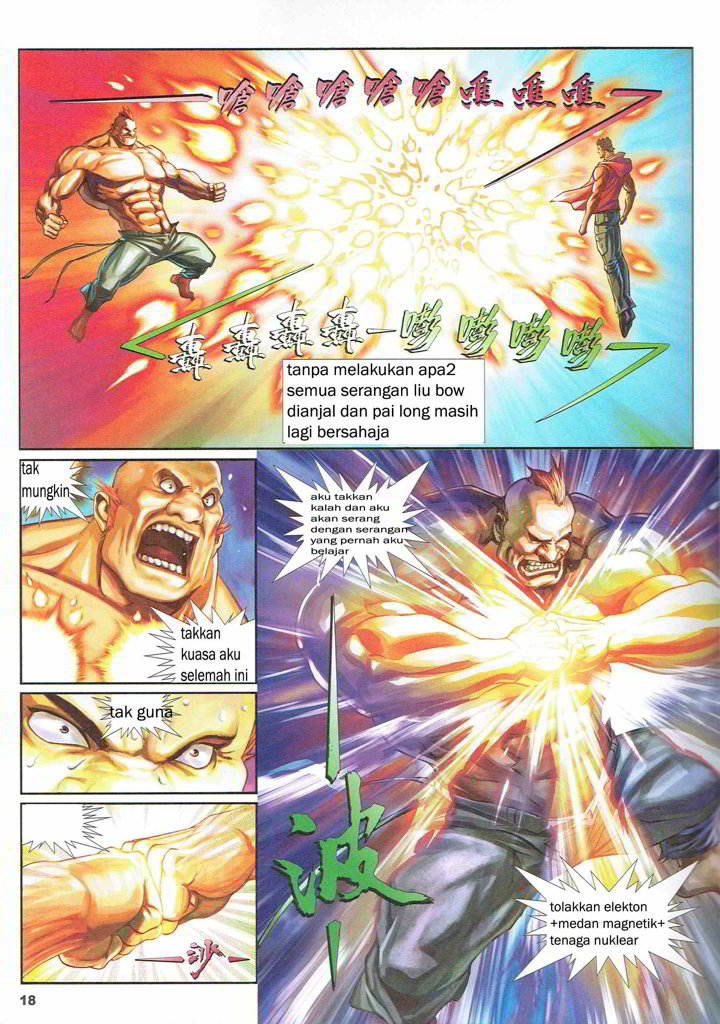 嗆嗆嗆嗆嗆噍噍噍
轟轟轟轟—嘭嘭嘭嘭
tanpa melakukan apa2
semua serangan liu bow
dianjal dan pai long masih
lagi bersahaja
tak
mungkin
takkan
kuasa aku
selemah ini
tak guna
沙
aku takkan
kalah dan aku
akan serang
dengan serangan
yang pernah aku
belajar
波
tolakkan elekton
+medan magnetik+
tenaga nuklear
18